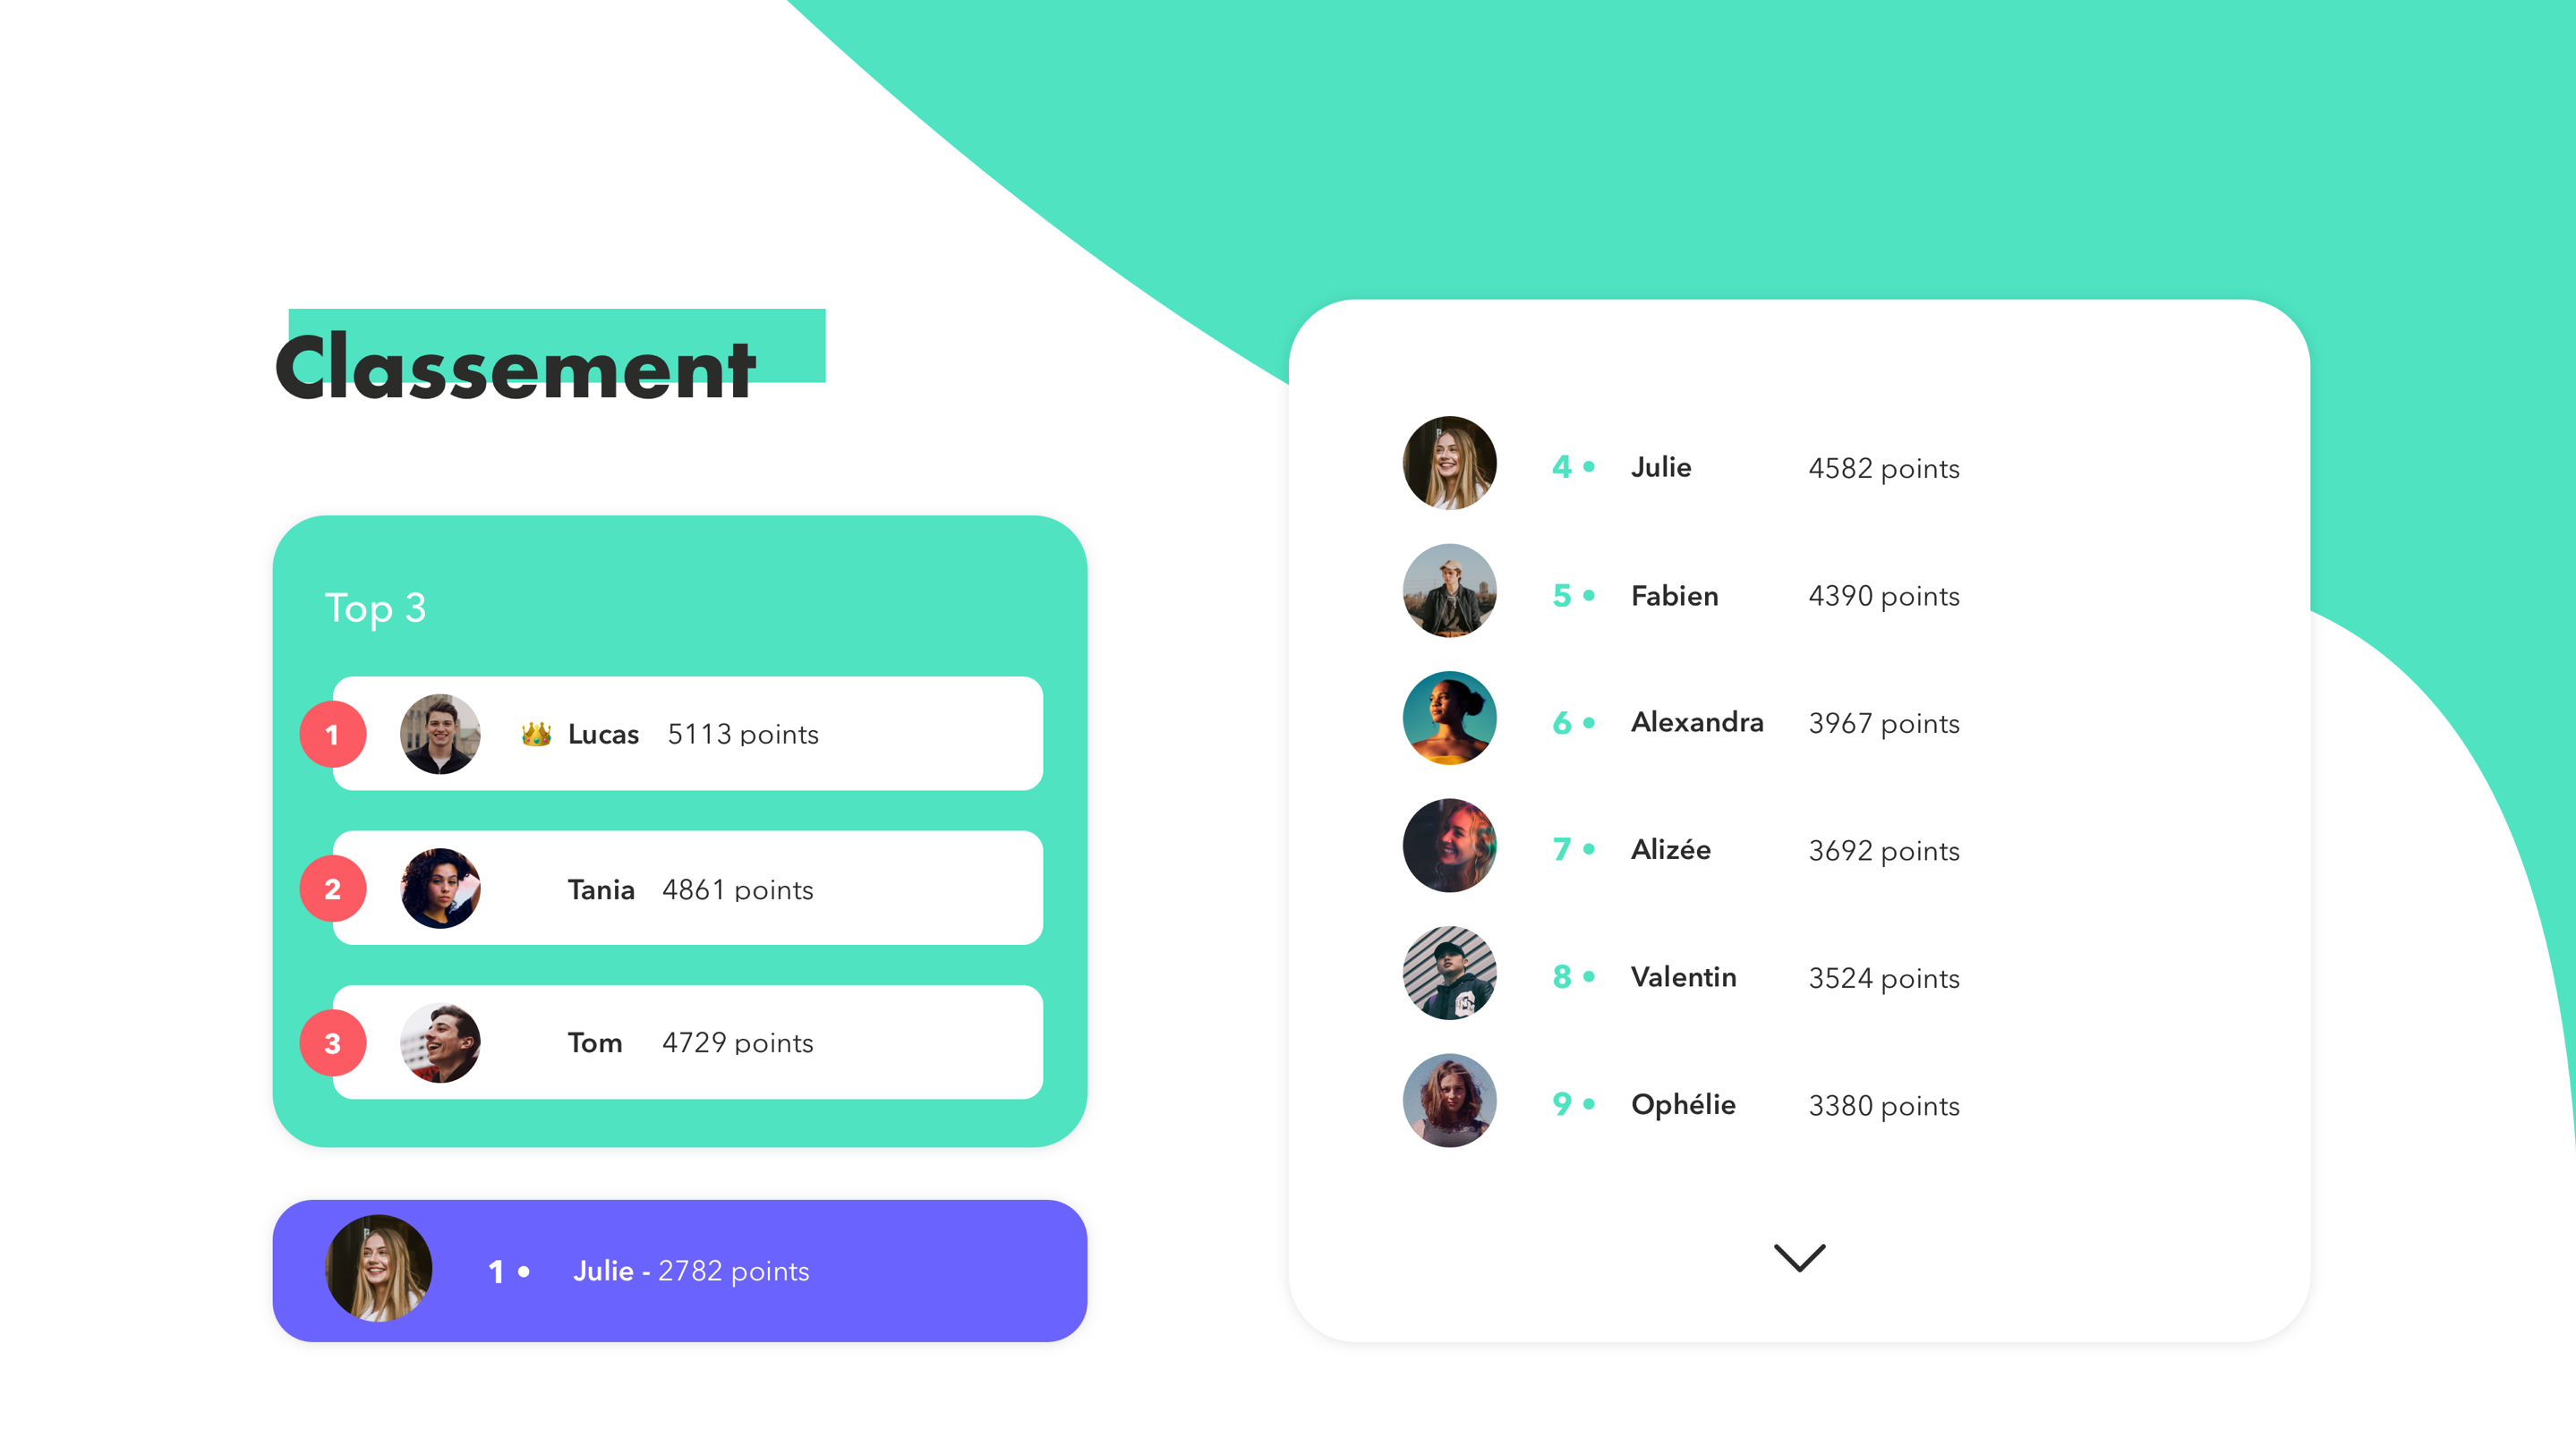 Classement
Top 3
1 👑 Lucas 5113 points
2 Tania 4861 points
3 Tom 4729 points
1 • Julie - 2782 points
4 • Julie 4582 points
5 • Fabien 4390 points
6 • Alexandra 3967 points
7 • Alizée 3692 points
8 • Valentin 3524 points
9 • Ophélie 3380 points